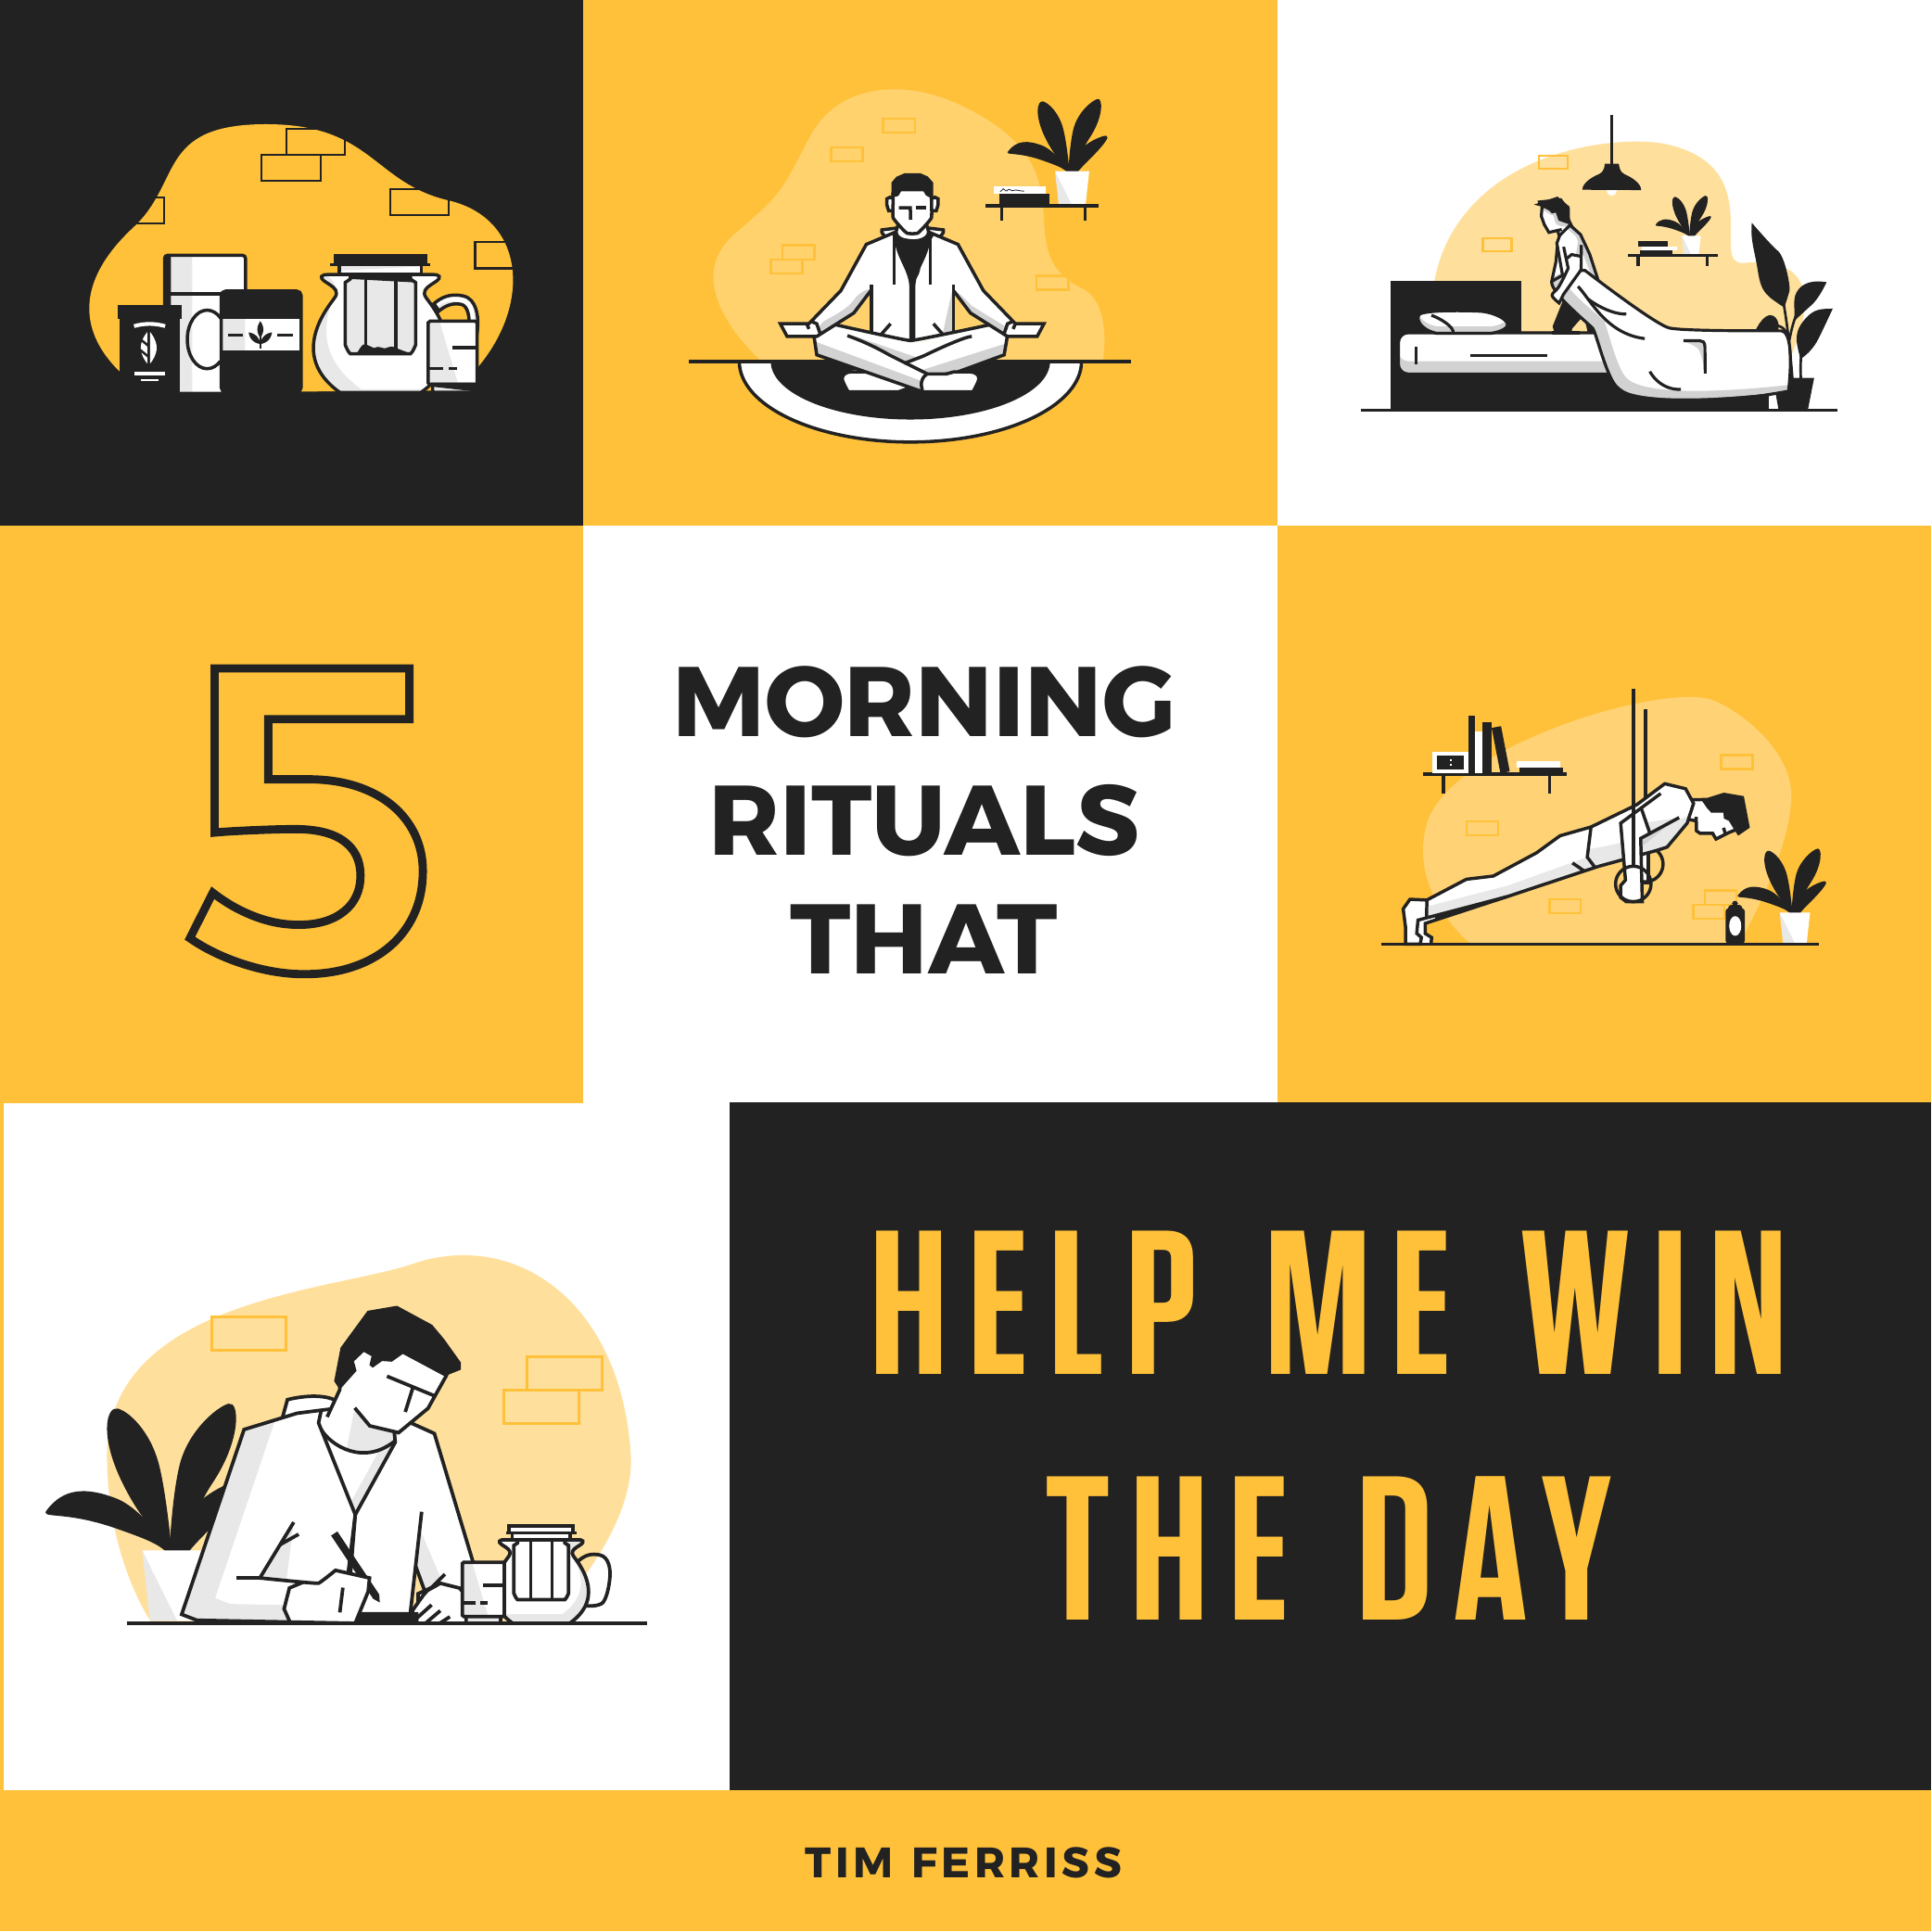 5
MORNING
RITUALS
THAT
HELP ME WIN
THE DAY
TIM FERRISS